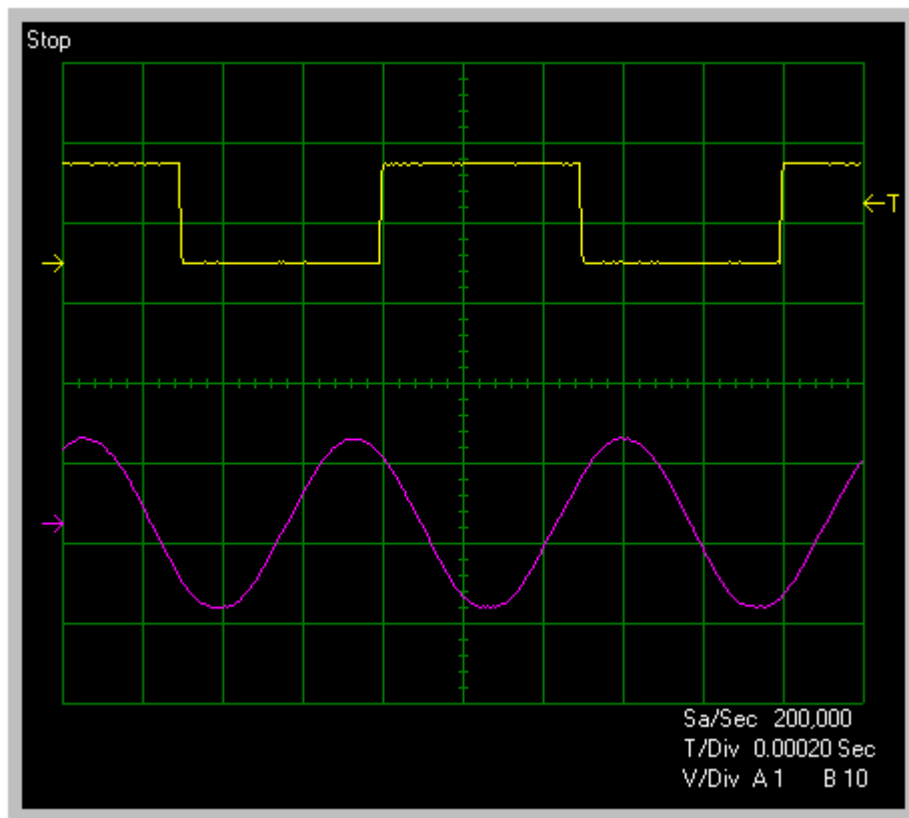 Stop
T
Sa/Sec 200,000
T/Div 0.00020 Sec
V/Div A 1 B 10